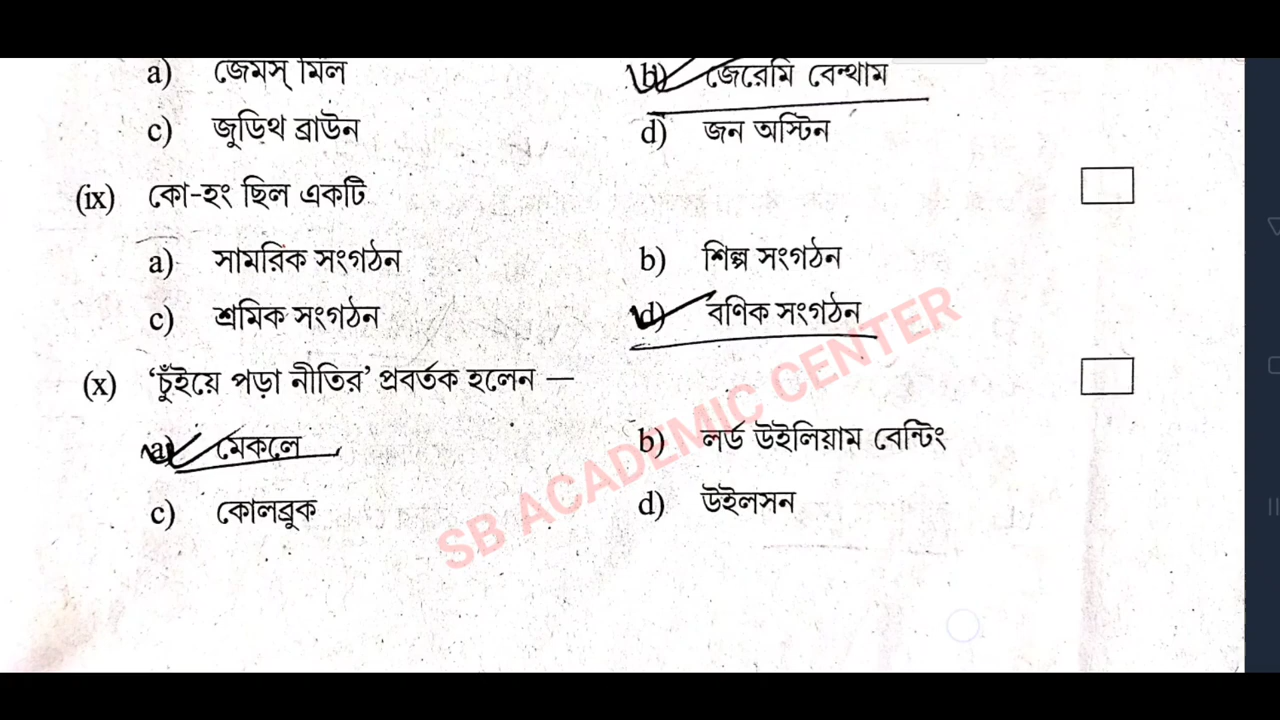 a) জেমস্ মিল b) জেরেমি বেন্থাম
c) জুডিথ ব্রাউন d) জন অস্টিন
(ix) কো-হং ছিল একটি
a) সামরিক সংগঠন b) শিল্প সংগঠন
c) শ্রমিক সংগঠন d) বণিক সংগঠন
(x) ‘চুঁইয়ে পড়া নীতির’ প্রবর্তক হলেন —
a) মেকলে b) লর্ড উইলিয়াম বেন্টিং
c) কোলব্রুক d) উইলসন
SB ACADEMIC CENTER